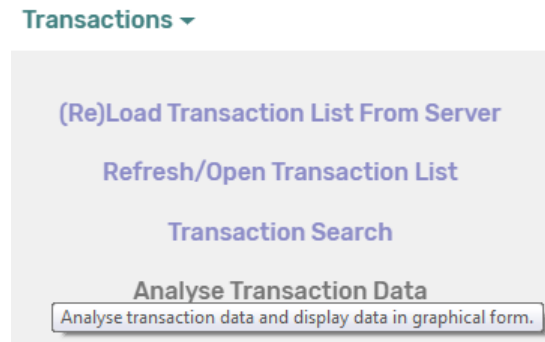 Transactions
(Re)Load Transaction List From Server
Refresh/Open Transaction List
Transaction Search
Analyse Transaction Data
Analyse transaction data and display data in graphical form.